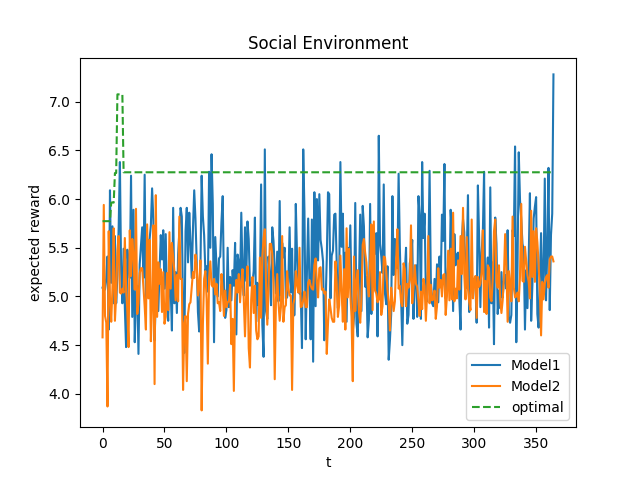 Social Environment
expected reward
7.0
6.5
6.0
5.5
5.0
4.5
4.0
0 50 100 150 200 250 300 350
t
Model1
Model2
optimal